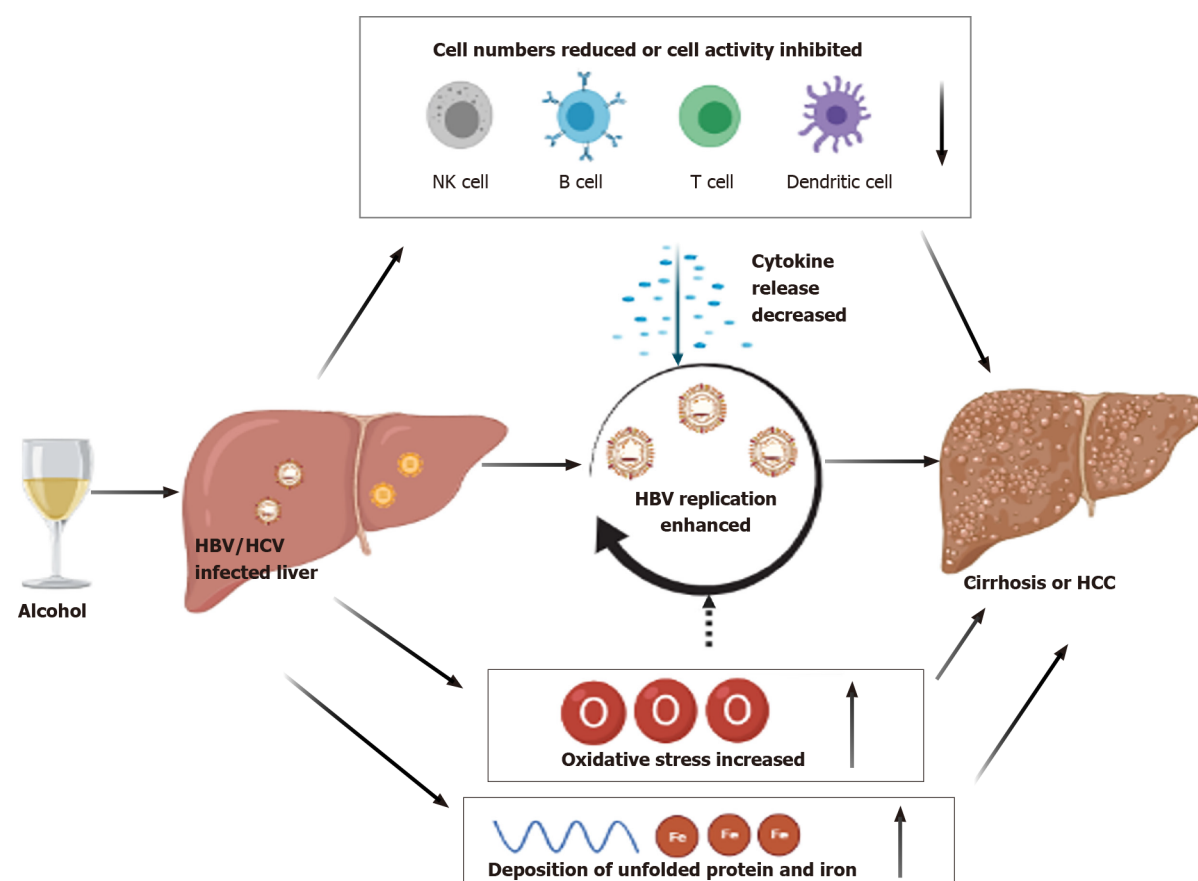 Cell numbers reduced or cell activity inhibited
NK cell
B cell
T cell
Dendritic cell
Cytokine
release
decreased
HBV replication
enhanced
HBV/HCV
infected liver
Alcohol
Cirrhosis or HCC
O O O
Oxidative stress increased
Fe Fe Fe
Deposition of unfolded protein and iron